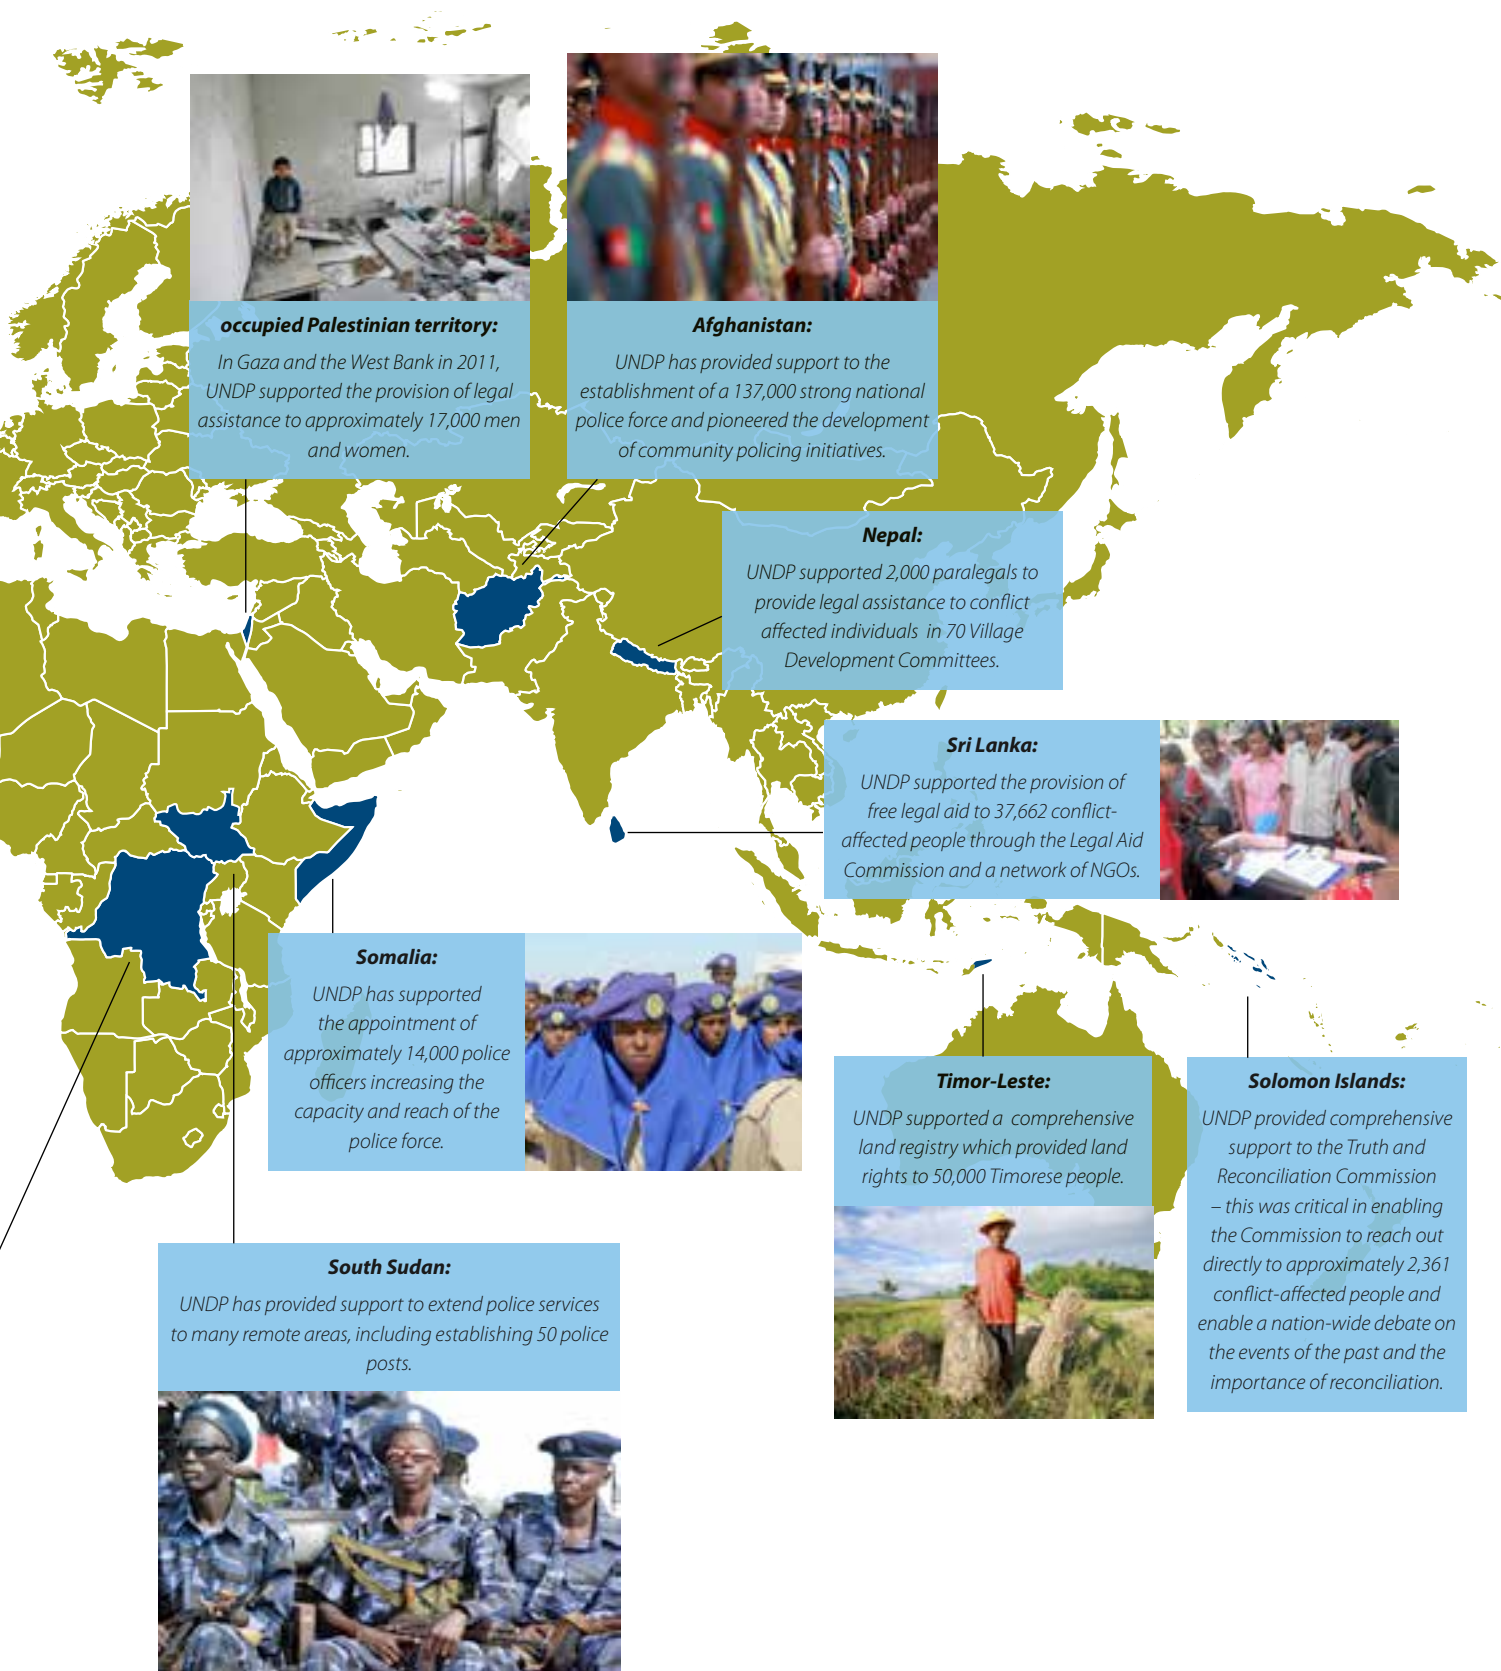 occupied Palestinian territory:
In Gaza and the West Bank in 2011,
UNDP supported the provision of legal
assistance to approximately 17,000 men
and women.
Afghanistan:
UNDP has provided support to the
establishment of a 137,000 strong national
police force and pioneered the development
of community policing initiatives.
Nepal:
UNDP supported 2,000 paralegals to
provide legal assistance to conflict
affected individuals in 70 Village
Development Committees.
Sri Lanka:
UNDP supported the provision of
free legal aid to 37,662 conflict-
affected people through the Legal Aid
Commission and a network of NGOs.
Somalia:
UNDP has supported
the appointment of
approximately 14,000 police
officers increasing the
capacity and reach of the
police force.
Timor-Leste:
UNDP supported a comprehensive
land registry which provided land
rights to 50,000 Timorese people.
Solomon Islands:
UNDP provided comprehensive
support to the Truth and
Reconciliation Commission
– this was critical in enabling
the Commission to reach out
directly to approximately 2,361
conflict-affected people and
enable a nation-wide debate on
the events of the past and the
importance of reconciliation.
South Sudan:
UNDP has provided support to extend police services
to many remote areas, including establishing 50 police
posts.